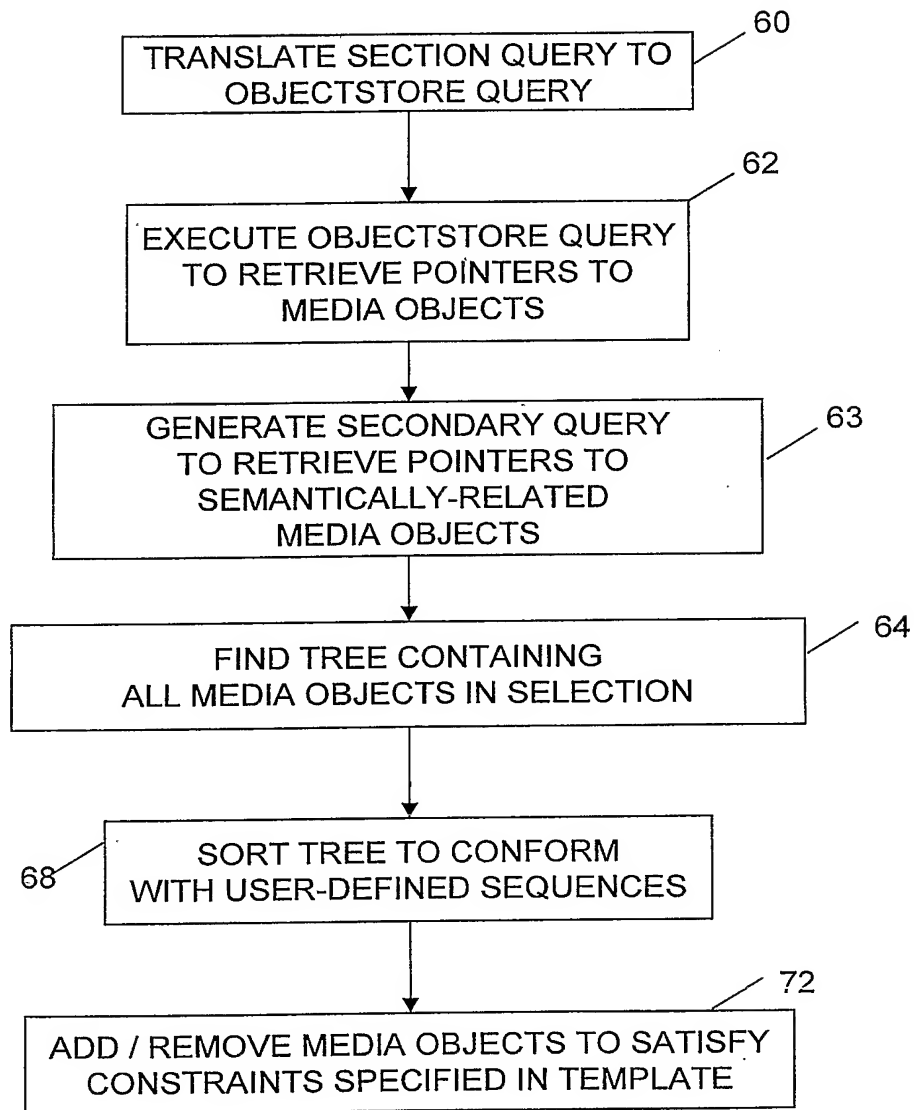 60
TRANSLATE SECTION QUERY TO
OBJECTSTORE QUERY
62
EXECUTE OBJECTSTORE QUERY
TO RETRIEVE POINTERS TO
MEDIA OBJECTS
63
GENERATE SECONDARY QUERY
TO RETRIEVE POINTERS TO
SEMANTICALLY-RELATED
MEDIA OBJECTS
64
FIND TREE CONTAINING
ALL MEDIA OBJECTS IN SELECTION
68
SORT TREE TO CONFORM
WITH USER-DEFINED SEQUENCES
72
ADD / REMOVE MEDIA OBJECTS TO SATISFY
CONSTRAINTS SPECIFIED IN TEMPLATE